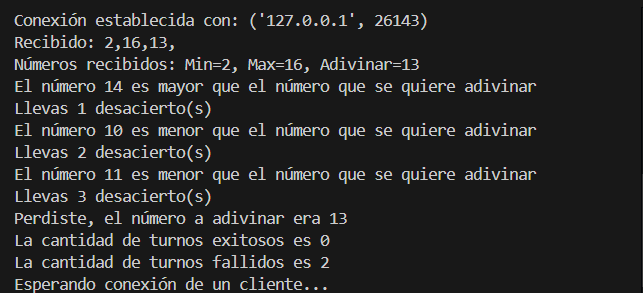 Conexión establecida con: ('127.0.0.1', 26143)
Recibido: 2,16,13,
Números recibidos: Min=2, Max=16, Adivinar=13
El número 14 es mayor que el número que se quiere adivinar
Llevas 1 desacierto(s)
El número 10 es menor que el número que se quiere adivinar
Llevas 2 desacierto(s)
El número 11 es menor que el número que se quiere adivinar
Llevas 3 desacierto(s)
Perdiste, el número a adivinar era 13
La cantidad de turnos exitosos es 0
La cantidad de turnos fallidos es 2
Esperando conexión de un cliente...